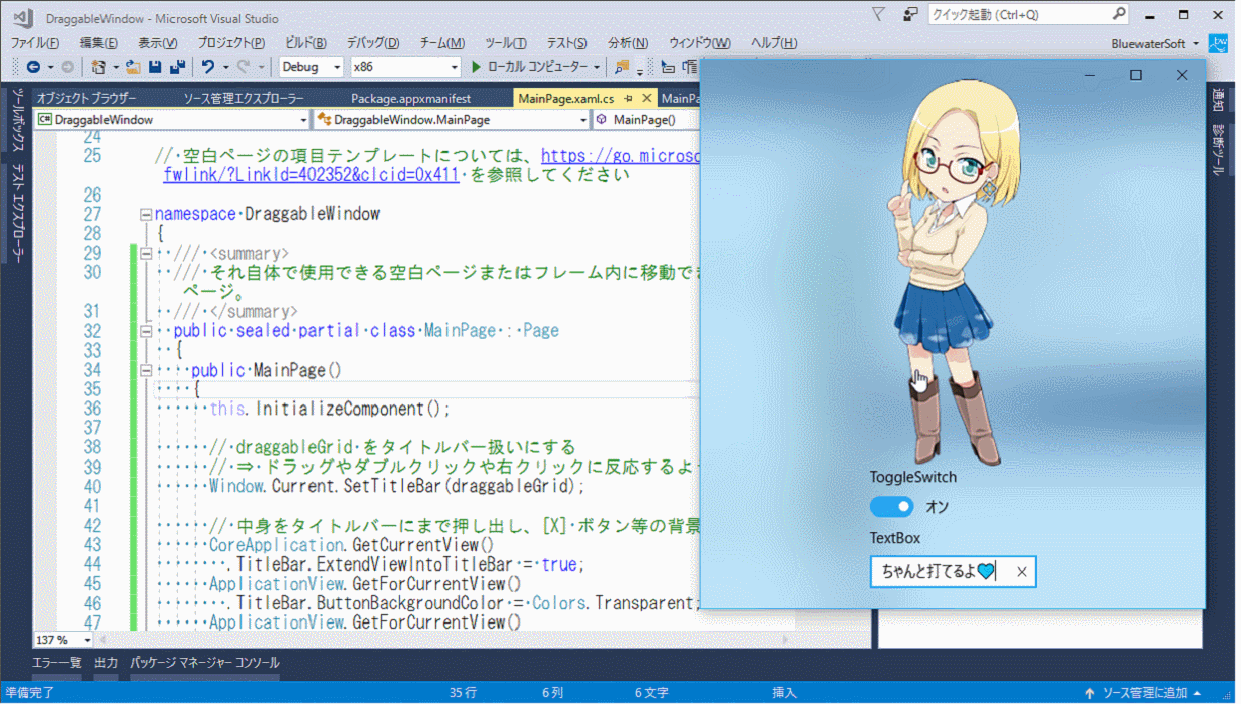 DraggableWindow - Microsoft Visual Studio
クイック起動 (Ctrl+Q)
ファイル(F) 編集(E) 表示(V) プロジェクト(P) ビルド(B) デバッグ(D) チーム(M) ツール(T) テスト(S) 分析(N) ウィンドウ(W) ヘルプ(H)
BluewaterSoft
Debug x86 ローカル コンピューター
オブジェクト ブラウザー ソース管理エクスプローラー Package.appxmanifest MainPage.xaml.cs MainPa
DraggableWindow DraggableWindow.MainPage MainPage()
ツールボックス
テスト エクスプローラー
通知
診断ツール
24
25 // 空白ページの項目テンプレートについては、https://go.microso
fwlink/?LinkId=402352&clcid=0x411 を参照してください
26
27 namespace DraggableWindow
28 {
29 /// <summary>
30 /// それ自体で使用できる空白ページまたはフレーム内に移動でき
ページ。
31 /// </summary>
32 public sealed partial class MainPage : Page
33 {
34 public MainPage()
35 {
36 this.InitializeComponent();
37
38 // draggableGrid をタイトルバー扱いにする
39 // ⇒ ドラッグやダブルクリックや右クリックに反応するよ
40 Window.Current.SetTitleBar(draggableGrid);
41
42 // 中身をタイトルバーにまで押し出し、[X] ボタン等の背景
43 CoreApplication.GetCurrentView()
44 .TitleBar.ExtendViewIntoTitleBar = true;
45 ApplicationView.GetForCurrentView()
46 .TitleBar.ButtonBackgroundColor = Colors.Transparent;
47 ApplicationView.GetForCurrentView()
ToggleSwitch
オン
TextBox
ちゃんと打てるよ💙
137 %
エラー一覧 出力 パッケージ マネージャー コンソール
準備完了 35 行 6 列 6 文字 挿入 ソース管理に追加